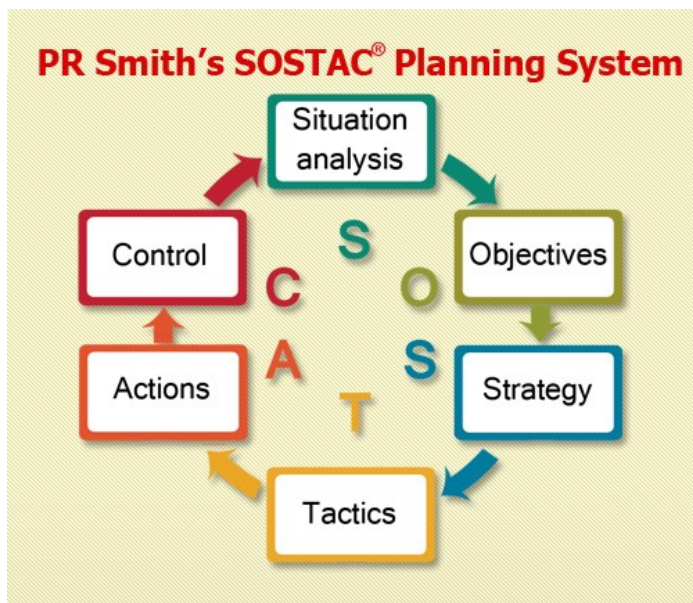 PR Smith's SOSTAC® Planning System
Situation
analysis
Objectives
Strategy
Tactics
Actions
Control
S
O
S
T
A
C